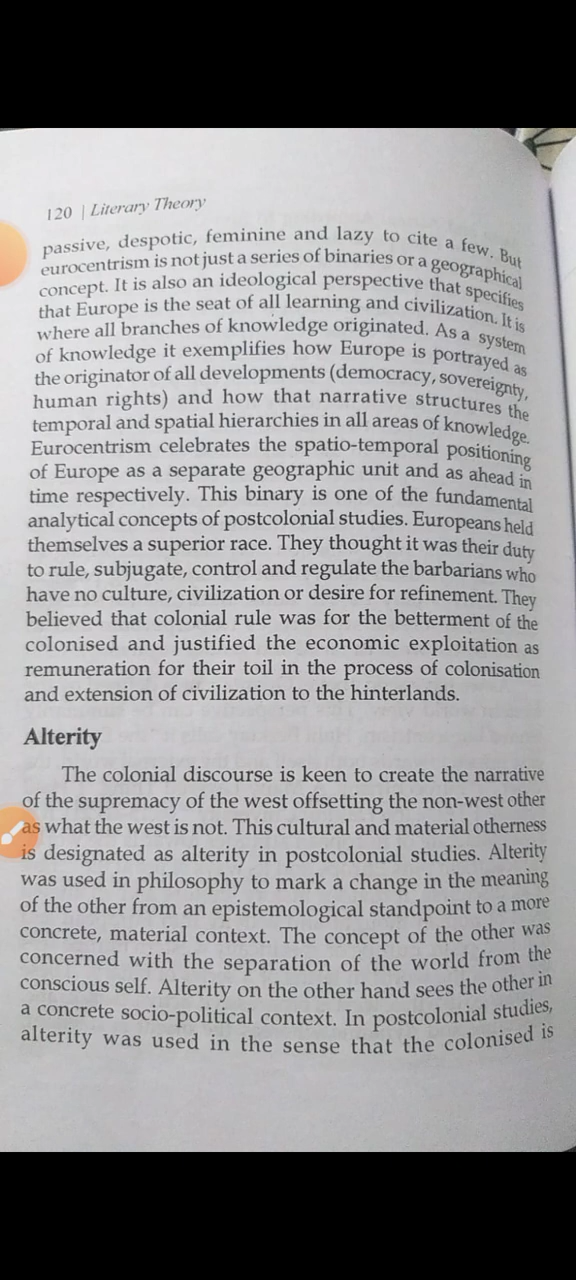 120 | Literary Theory
passive, despotic, feminine and lazy to cite a few. But
eurocentrism is not just a series of binaries or a geographical
concept. It is also an ideological perspective that specifies
that Europe is the seat of all learning and civilization. It is
where all branches of knowledge originated. As a system
of knowledge it exemplifies how Europe is portrayed as
the originator of all developments (democracy, sovereignty,
human rights) and how that narrative structures the
temporal and spatial hierarchies in all areas of knowledge.
Eurocentrism celebrates the spatio-temporal positioning
of Europe as a separate geographic unit and as ahead in
time respectively. This binary is one of the fundamental
analytical concepts of postcolonial studies. Europeans held
themselves a superior race. They thought it was their duty
to rule, subjugate, control and regulate the barbarians who
have no culture, civilization or desire for refinement. They
believed that colonial rule was for the betterment of the
colonised and justified the economic exploitation as
remuneration for their toil in the process of colonisation
and extension of civilization to the hinterlands.
Alterity
The colonial discourse is keen to create the narrative
of the supremacy of the west offsetting the non-west other
as what the west is not. This cultural and material otherness
is designated as alterity in postcolonial studies. Alterity
was used in philosophy to mark a change in the meaning
of the other from an epistemological standpoint to a more
concrete, material context. The concept of the other was
concerned with the separation of the world from the
conscious self. Alterity on the other hand sees the other in
a concrete socio-political context. In postcolonial studies,
alterity was used in the sense that the colonised is